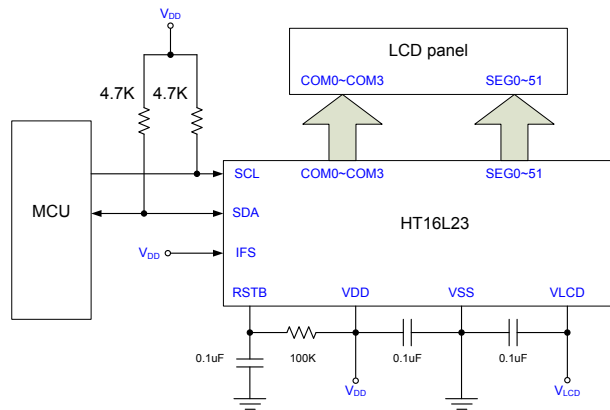 VDD
LCD panel
COM0~COM3 SEG0~51
4.7K 4.7K
MCU
SCL COM0~COM3 SEG0~51
SDA
HT16L23
VDD IFS
RSTB VDD VSS VLCD
0.1uF 100K 0.1uF 0.1uF
VDD VLCD